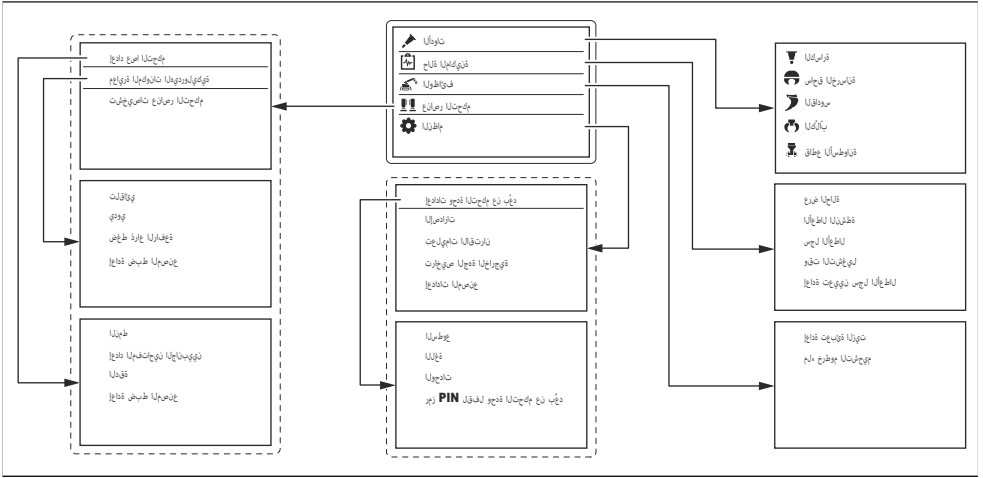 الأدوات
حالة الماكينة
الوظائف
عناصر التحكم
النظام
إعداد عصا التحكم
معايرة المكونات الهيدروليكية
تشخيصات عناصر التحكم
تلقائي
يدوي
ضغط ذراع الرافعة
إعادة ضبط المصنع
النمط
إعداد المفتاحين الجانبيين
الدقة
إعادة ضبط المصنع
إعدادات وحدة التحكم عن بُعد
الإصدارات
تعليمات الاقتران
تراخيص الجهة الخارجية
إعدادات المصنع
السطوع
اللغة
الوحدات
رمز PIN لقفل وحدة التحكم عن بُعد
الكسارة
ساحق الخرسانة
القادوس
الكُلّاب
قاطع الأسطوانة
عرض الحالة
الأعطال النشطة
سجل الأعطال
وقت التشغيل
إعادة تعيين سجل الأعطال
إعادة تعبئة الزيت
ملء خرطوم التشحيم